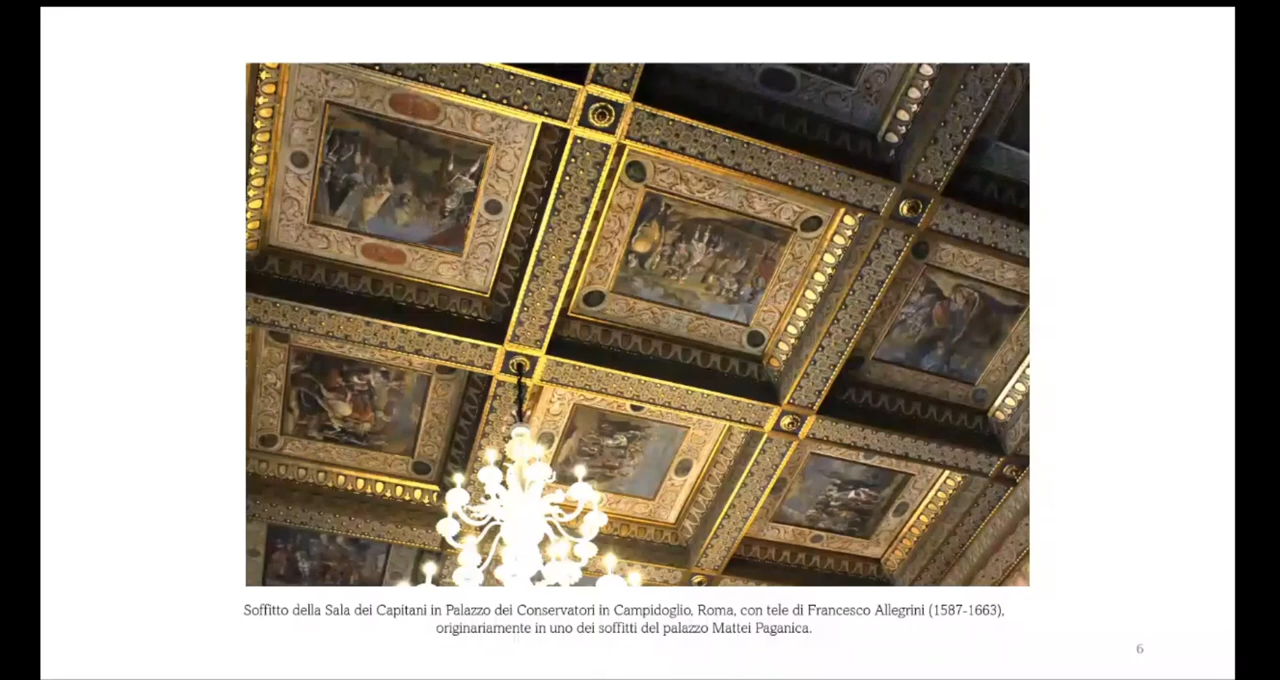 Soffitto della Sala dei Capitani in Palazzo dei Conservatori in Campidoglio, Roma, con tele di Francesco Allegrini (1587-1663),
originariamente in uno dei soffitti del palazzo Mattei Paganica.
6